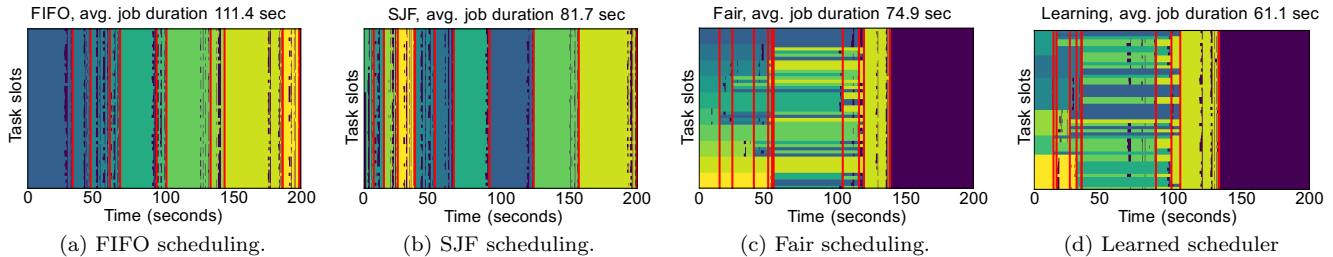 FIFO, avg. job duration 111.4 sec
Task slots
0 50 100 150 200
Time (seconds)
(a) FIFO scheduling.
SJF, avg. job duration 81.7 sec
Task slots
0 50 100 150 200
Time (seconds)
(b) SJF scheduling.
Fair, avg. job duration 74.9 sec
Task slots
0 50 100 150 200
Time (seconds)
(c) Fair scheduling.
Learning, avg. job duration 61.1 sec
Task slots
0 50 100 150 200
Time (seconds)
(d) Learned scheduler